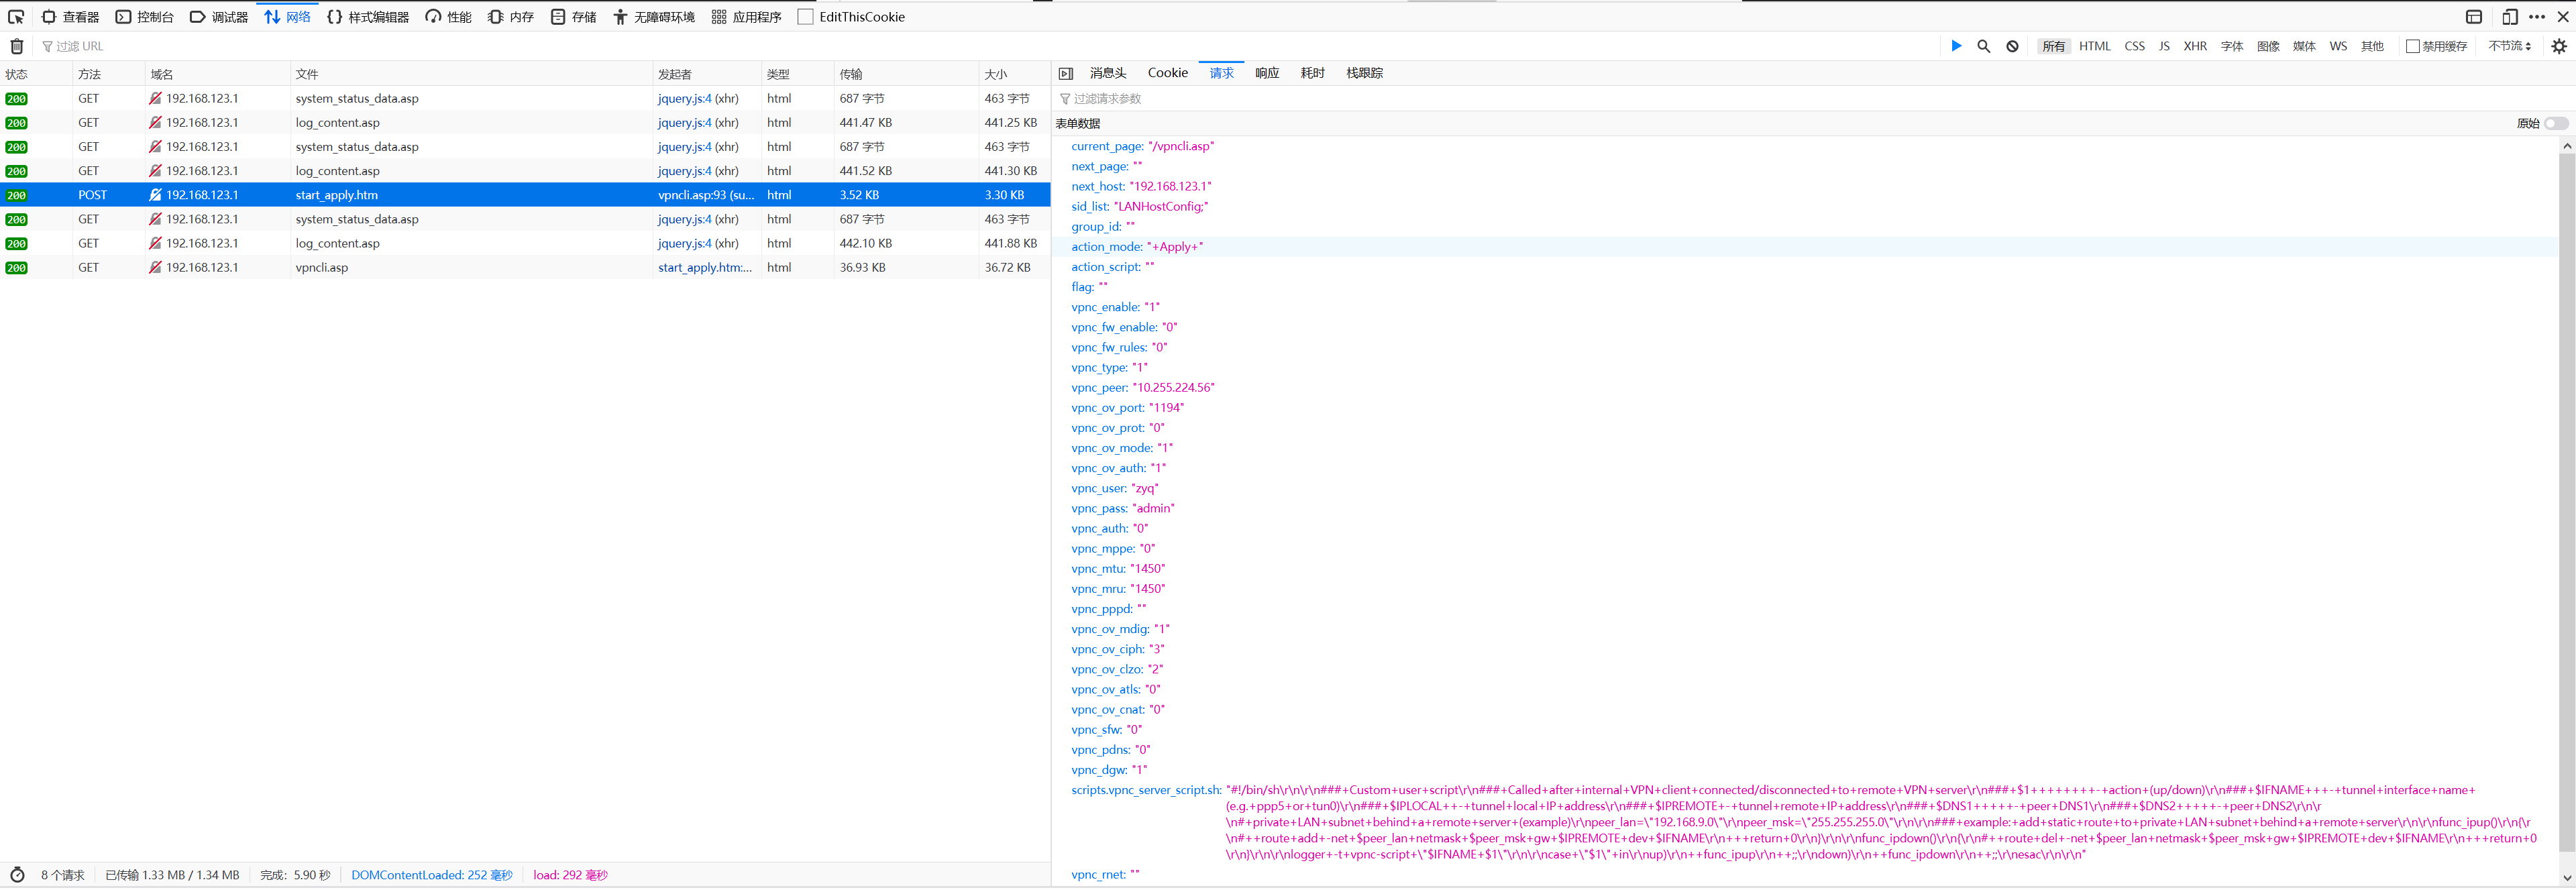 查看器 控制台 调试器 网络 样式编辑器 性能 内存 存储 无障碍环境 应用程序 EditThisCookie
过滤 URL 所有 HTML CSS JS XHR 字体 图像 媒体 WS 其他 禁用缓存 不节流
状态 方法 域名 文件 发起者 类型 传输 大小
200 GET 192.168.123.1 system_status_data.asp jquery.js:4 (xhr) html 687 字节 463 字节
200 GET 192.168.123.1 log_content.asp jquery.js:4 (xhr) html 441.47 KB 441.25 KB
200 GET 192.168.123.1 system_status_data.asp jquery.js:4 (xhr) html 687 字节 463 字节
200 GET 192.168.123.1 log_content.asp jquery.js:4 (xhr) html 441.52 KB 441.30 KB
200 POST 192.168.123.1 start_apply.htm vpncli.asp:93 (su... html 3.52 KB 3.30 KB
200 GET 192.168.123.1 system_status_data.asp jquery.js:4 (xhr) html 687 字节 463 字节
200 GET 192.168.123.1 log_content.asp jquery.js:4 (xhr) html 442.10 KB 441.88 KB
200 GET 192.168.123.1 vpncli.asp start_apply.htm:... html 36.93 KB 36.72 KB
消息头 Cookie 请求 响应 耗时 栈跟踪
过滤请求参数
表单数据 原始
current_page: "/vpncli.asp"
next_page: ""
next_host: "192.168.123.1"
sid_list: "LANHostConfig;"
group_id: ""
action_mode: "+Apply+"
action_script: ""
flag: ""
vpnc_enable: "1"
vpnc_fw_enable: "0"
vpnc_fw_rules: "0"
vpnc_type: "1"
vpnc_peer: "10.255.224.56"
vpnc_ov_port: "1194"
vpnc_ov_prot: "0"
vpnc_ov_mode: "1"
vpnc_ov_auth: "1"
vpnc_user: "zyq"
vpnc_pass: "admin"
vpnc_auth: "0"
vpnc_mppe: "0"
vpnc_mtu: "1450"
vpnc_mru: "1450"
vpnc_pppd: ""
vpnc_ov_mdig: "1"
vpnc_ov_ciph: "3"
vpnc_ov_clzo: "2"
vpnc_ov_atls: "0"
vpnc_ov_cnat: "0"
vpnc_sfw: "0"
vpnc_pdns: "0"
vpnc_dgw: "1"
scripts.vpnc_server_script.sh: "#!/bin/sh\r\n\r\n###+Custom+user+script\r\n###+Called+after+internal+VPN+client+connected/disconnected+to+remote+VPN+server\r\n###+$1++++++++-+action+(up/down)\r\n###+$IFNAME+++-+tunnel+interface+name+
(e.g.+ppp5+or+tun0)\r\n###+$IPLOCAL++-+tunnel+local+IP+address\r\n###+$IPREMOTE+-+tunnel+remote+IP+address\r\n###+$DNS1+++++-+peer+DNS1\r\n###+$DNS2+++++-+peer+DNS2\r\n\r
\n#+private+LAN+subnet+behind+a+remote+server+(example)\r\npeer_lan=\"192.168.9.0\"\r\npeer_msk=\"255.255.255.0\"\r\n\r\n###+example:+add+static+route+to+private+LAN+subnet+behind+a+remote+server\r\n\r\nfunc_ipup()\r\n{\r
\n#++route+add+-net+$peer_lan+netmask+$peer_msk+gw+$IPREMOTE+dev+$IFNAME\r\n+++return+0\r\n}\r\n\r\nfunc_ipdown()\r\n{\r\n#++route+del+-net+$peer_lan+netmask+$peer_msk+gw+$IPREMOTE+dev+$IFNAME\r\n+++return+0
\r\n}\r\n\r\nlogger+-t+vpnc-script+\"$IFNAME+$1\"\r\n\r\ncase+\"$1\"+in\r\nup)\r\n++func_ipup\r\n++;;\r\ndown)\r\n++func_ipdown\r\n++;;\r\nesac\r\n\r\n"
vpnc_rnet: ""
8 个请求 已传输 1.33 MB / 1.34 MB 完成：5.90 秒 DOMContentLoaded: 252 毫秒 load: 292 毫秒